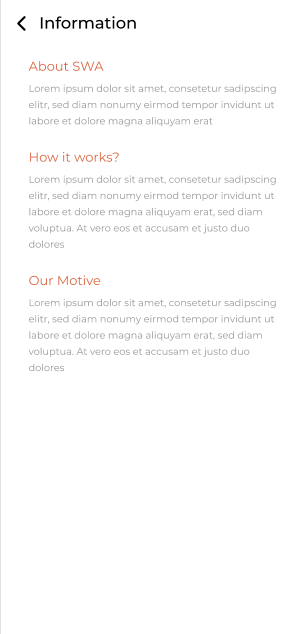 Information
About SWA
Lorem ipsum dolor sit amet, consetetur sadipscing
elitr, sed diam nonumy eirmod tempor invidunt ut
labore et dolore magna aliquyam erat
How it works?
Lorem ipsum dolor sit amet, consetetur sadipscing
elitr, sed diam nonumy eirmod tempor invidunt ut
labore et dolore magna aliquyam erat, sed diam
voluptua. At vero eos et accusam et justo duo
dolores
Our Motive
Lorem ipsum dolor sit amet, consetetur sadipscing
elitr, sed diam nonumy eirmod tempor invidunt ut
labore et dolore magna aliquyam erat, sed diam
voluptua. At vero eos et accusam et justo duo
dolores